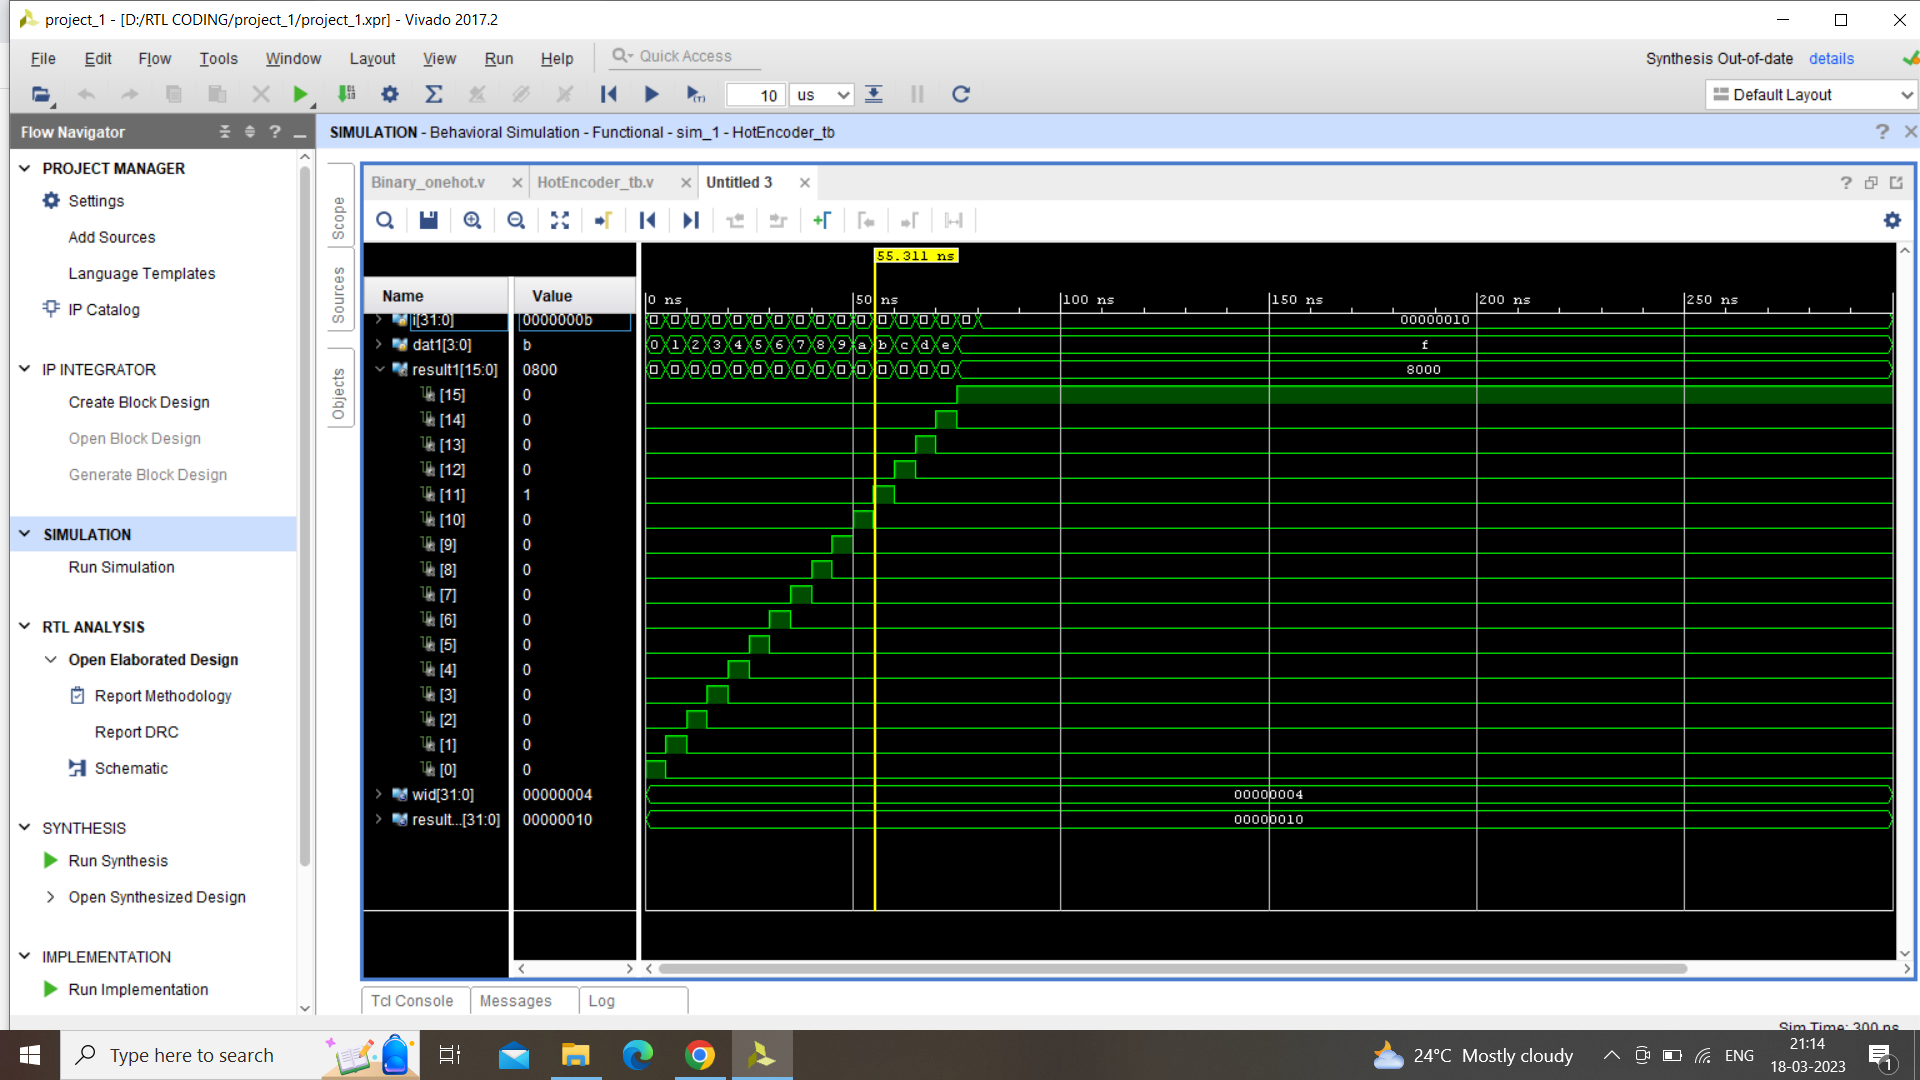 project_1 - [D:/RTL CODING/project_1/project_1.xpr] - Vivado 2017.2
File Edit Flow Tools Window Layout View Run Help Quick Access
Synthesis Out-of-date details
10 us
Default Layout
Flow Navigator
SIMULATION - Behavioral Simulation - Functional - sim_1 - HotEncoder_tb
PROJECT MANAGER
Settings
Add Sources
Language Templates
IP Catalog
IP INTEGRATOR
Create Block Design
Open Block Design
Generate Block Design
SIMULATION
Run Simulation
RTL ANALYSIS
Open Elaborated Design
Report Methodology
Report DRC
Schematic
SYNTHESIS
Run Synthesis
Open Synthesized Design
IMPLEMENTATION
Run Implementation
Scope
Sources
Objects
Binary_onehot.v HotEncoder_tb.v Untitled 3
55.311 ns
Name Value
0 ns 50 ns 100 ns 150 ns 200 ns 250 ns
i[31:0] 0000000b 00000010
dat1[3:0] b 0 1 2 3 4 5 6 7 8 9 a b c d e f
result1[15:0] 0800 8000
[15] 0
[14] 0
[13] 0
[12] 0
[11] 1
[10] 0
[9] 0
[8] 0
[7] 0
[6] 0
[5] 0
[4] 0
[3] 0
[2] 0
[1] 0
[0] 0
wid[31:0] 00000004 00000004
result...[31:0] 00000010 00000010
Tcl Console Messages Log
Sim Time: 300 ns
Type here to search
24°C Mostly cloudy
ENG
21:14
18-03-2023
1